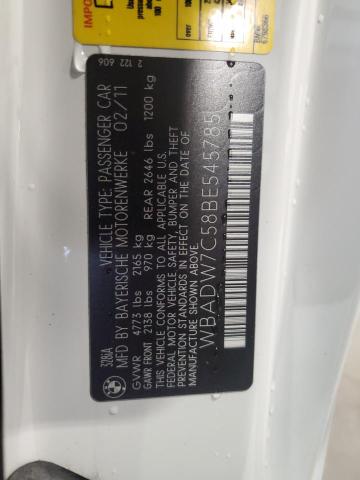 328iA
VEHICLE TYPE: PASSENGER CAR
MFD BY BAYERISCHE MOTORENWERKE 02/11
GVWR 4773 lbs 2165 kg
GAWR FRONT 2138 lbs 970 kg REAR 2646 lbs 1200 kg
THIS VEHICLE CONFORMS TO ALL APPLICABLE U.S.
FEDERAL MOTOR VEHICLE SAFETY, BUMPER AND THEFT
PREVENTION STANDARDS IN EFFECT ON THE DATE OF
MANUFACTURE SHOWN ABOVE.
WBADW7C58BE545785
2 122 606
BMW